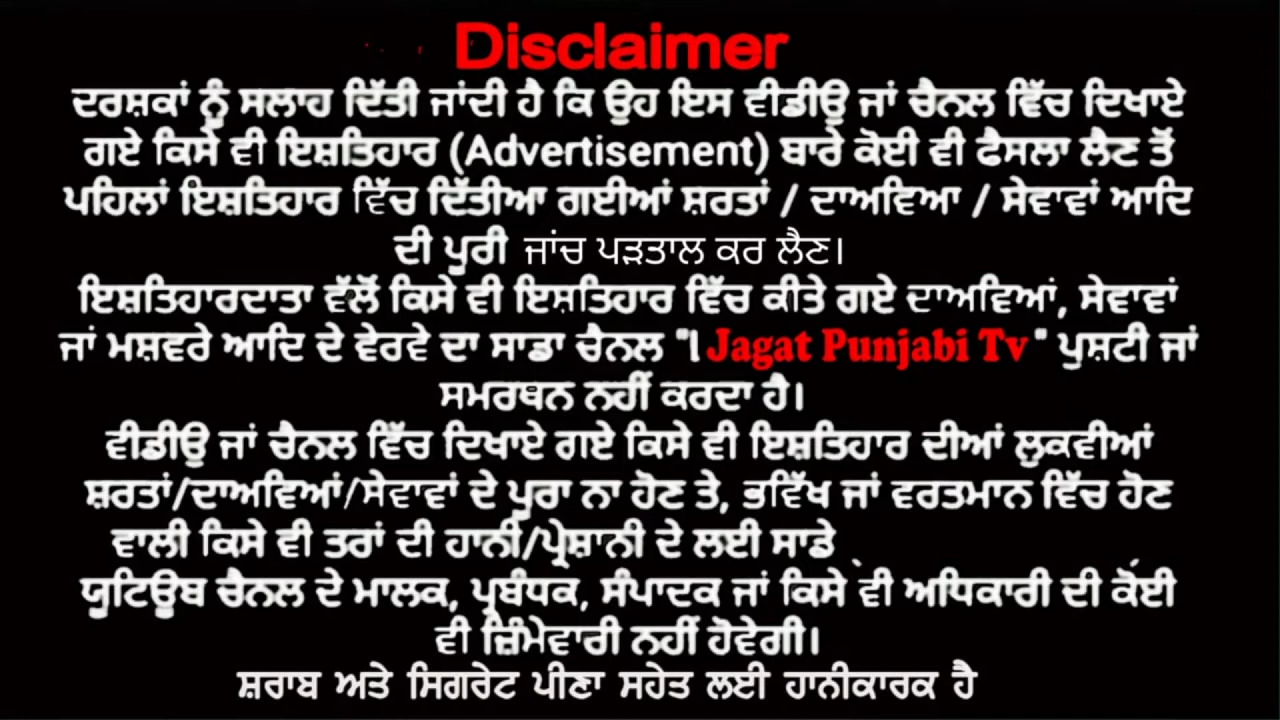 Disclaimer
ਦਰਸ਼ਕਾਂ ਨੂੰ ਸਲਾਹ ਦਿੱਤੀ ਜਾਂਦੀ ਹੈ ਕਿ ਉਹ ਇਸ ਵੀਡੀਉ ਜਾਂ ਚੈਨਲ ਵਿੱਚ ਦਿਖਾਏ
ਗਏ ਕਿਸੇ ਵੀ ਇਸ਼ਤਿਹਾਰ (Advertisement) ਬਾਰੇ ਕੋਈ ਵੀ ਫੈਸਲਾ ਲੈਣ ਤੋਂ
ਪਹਿਲਾਂ ਇਸ਼ਤਿਹਾਰ ਵਿੱਚ ਦਿੱਤੀਆ ਗਈਆਂ ਸ਼ਰਤਾਂ / ਦਾਅਵਿਆ / ਸੇਵਾਵਾਂ ਆਦਿ
ਦੀ ਪੂਰੀ ਜਾਂਚ ਪੜਤਾਲ ਕਰ ਲੈਣ।
ਇਸ਼ਤਿਹਾਰਦਾਤਾ ਵੱਲੋਂ ਕਿਸੇ ਵੀ ਇਸ਼ਤਿਹਾਰ ਵਿੱਚ ਕੀਤੇ ਗਏ ਦਾਅਵਿਆਂ, ਸੇਵਾਵਾਂ
ਜਾਂ ਮਸ਼ਵਰੇ ਆਦਿ ਦੇ ਵੇਰਵੇ ਦਾ ਸਾਡਾ ਚੈਨਲ "। Jagat Punjabi Tv" ਪੁਸ਼ਟੀ ਜਾਂ
ਸਮਰਥਨ ਨਹੀਂ ਕਰਦਾ ਹੈ।
ਵੀਡੀਉ ਜਾਂ ਚੈਨਲ ਵਿੱਚ ਦਿਖਾਏ ਗਏ ਕਿਸੇ ਵੀ ਇਸ਼ਤਿਹਾਰ ਦੀਆਂ ਲੁਕਵੀਆਂ
ਸ਼ਰਤਾਂ/ਦਾਅਵਿਆਂ/ਸੇਵਾਵਾਂ ਦੇ ਪੂਰਾ ਨਾ ਹੋਣ ਤੇ, ਭਵਿੱਖ ਜਾਂ ਵਰਤਮਾਨ ਵਿੱਚ ਹੋਣ
ਵਾਲੀ ਕਿਸੇ ਵੀ ਤਰਾਂ ਦੀ ਹਾਨੀ/ਪ੍ਰੇਸ਼ਾਨੀ ਦੇ ਲਈ ਸਾਡੇ
ਯੂਟਿਊਬ ਚੈਨਲ ਦੇ ਮਾਲਕ, ਪ੍ਰਬੰਧਕ, ਸੰਪਾਦਕ ਜਾਂ ਕਿਸੇ ਵੀ ਅਧਿਕਾਰੀ ਦੀ ਕੋਈ
ਵੀ ਜ਼ਿੰਮੇਵਾਰੀ ਨਹੀਂ ਹੋਵੇਗੀ।
ਸ਼ਰਾਬ ਅਤੇ ਸਿਗਰੇਟ ਪੀਣਾ ਸਹੇਤ ਲਈ ਹਾਨੀਕਾਰਕ ਹੈ